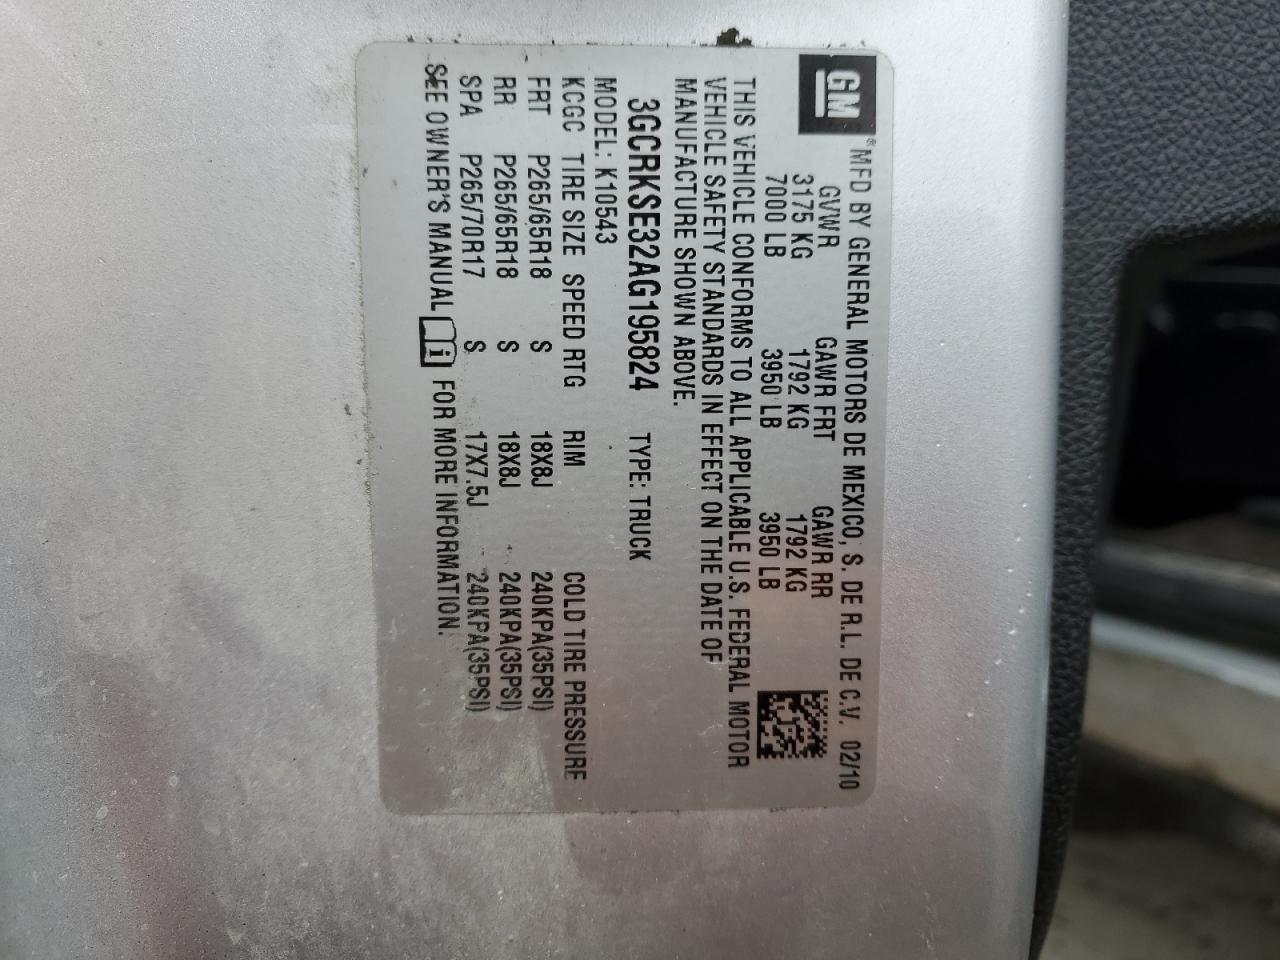 GM
®MFD BY GENERAL MOTORS DE MEXICO, S. DE R.L. DE C.V. 02/10
GVWR GAWR FRT GAWR RR
3175 KG 1792 KG 1792 KG
7000 LB 3950 LB 3950 LB
THIS VEHICLE CONFORMS TO ALL APPLICABLE U.S. FEDERAL MOTOR
VEHICLE SAFETY STANDARDS IN EFFECT ON THE DATE OF
MANUFACTURE SHOWN ABOVE.
3GCRKSE32AG195824 TYPE: TRUCK
MODEL: K10543
KCGC TIRE SIZE SPEED RTG RIM COLD TIRE PRESSURE
FRT P265/65R18 S 18X8J 240KPA(35PSI)
RR P265/65R18 S 18X8J 240KPA(35PSI)
SPA P265/70R17 S 17X7.5J 240KPA(35PSI)
SEE OWNER'S MANUAL i FOR MORE INFORMATION.